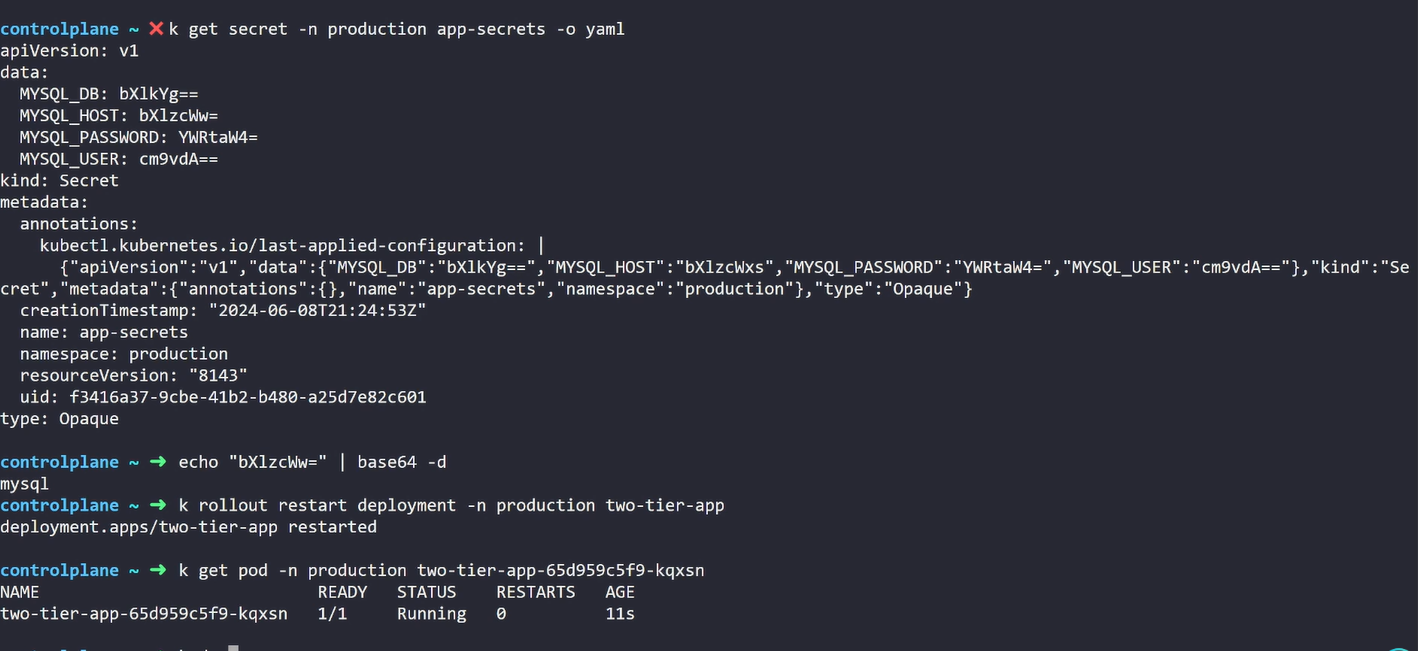 controlplane ~ ✖ k get secret -n production app-secrets -o yaml
apiVersion: v1
data:
  MYSQL_DB: bXlkYg==
  MYSQL_HOST: bXlzcWw=
  MYSQL_PASSWORD: YWRtaW4=
  MYSQL_USER: cm9vdA==
kind: Secret
metadata:
  annotations:
    kubectl.kubernetes.io/last-applied-configuration: |
      {"apiVersion":"v1","data":{"MYSQL_DB":"bXlkYg==","MYSQL_HOST":"bXlzcWxs","MYSQL_PASSWORD":"YWRtaW4=","MYSQL_USER":"cm9vdA=="},"kind":"Se
cret","metadata":{"annotations":{},"name":"app-secrets","namespace":"production"},"type":"Opaque"}
  creationTimestamp: "2024-06-08T21:24:53Z"
  name: app-secrets
  namespace: production
  resourceVersion: "8143"
  uid: f3416a37-9cbe-41b2-b480-a25d7e82c601
type: Opaque
controlplane ~ ➜ echo "bXlzcWw=" | base64 -d
mysql
controlplane ~ ➜ k rollout restart deployment -n production two-tier-app
deployment.apps/two-tier-app restarted
controlplane ~ ➜ k get pod -n production two-tier-app-65d959c5f9-kqxsn
NAME                            READY   STATUS    RESTARTS   AGE
two-tier-app-65d959c5f9-kqxsn   1/1     Running   0          11s